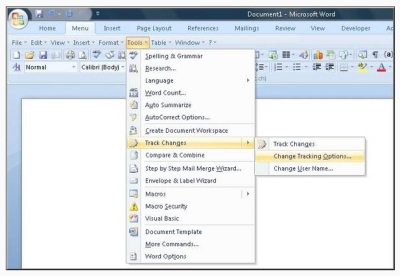 Document1 - Microsoft Word
Home Menu Insert Page Layout References Mailings Review View Developer
File Edit View Insert Format Tools Table Window ?
Normal Calibri (Body)
Spelling & Grammar
Research...
Language
Word Count...
Auto Summarize
AutoCorrect Options...
Create Document Workspace
Track Changes Track Changes
Compare & Combine Change Tracking Options...
Step by Step Mail Merge Wizard... Change User Name...
Envelope & Label Wizard
Macros
Macro Security
Visual Basic
Document Template
More Commands...
Word Options